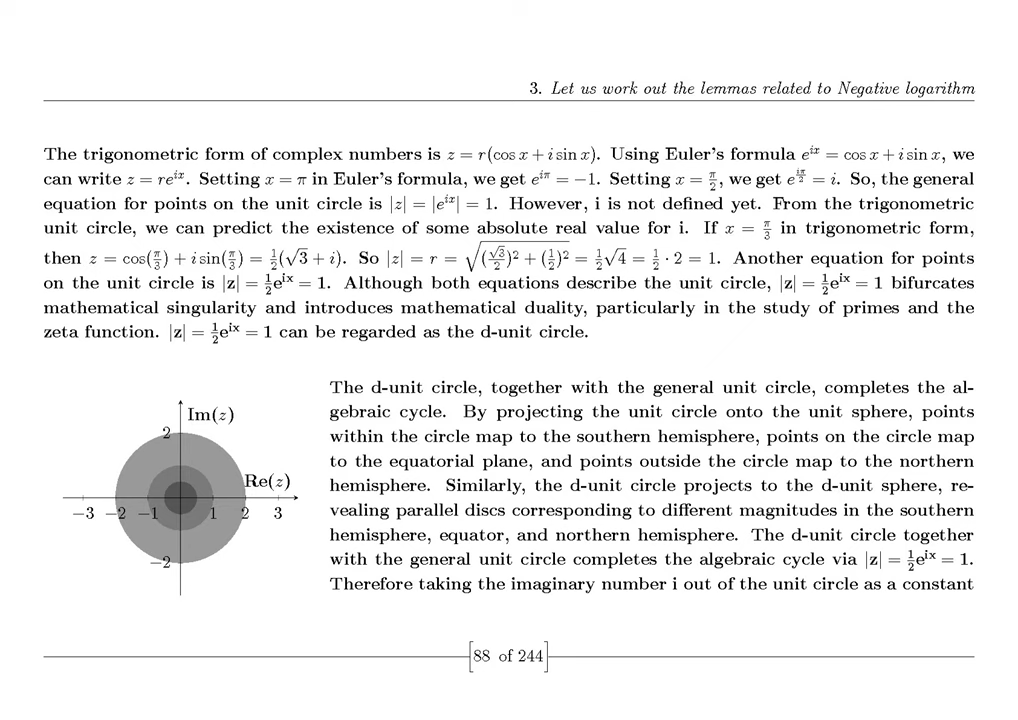 3. Let us work out the lemmas related to Negative logarithm
The trigonometric form of complex numbers is z = r(cos x + i sin x). Using Euler's formula e^{ix} = cos x + i sin x, we
can write z = re^{ix}. Setting x = π in Euler's formula, we get e^{iπ} = −1. Setting x = π/2, we get e^{iπ/2} = i. So, the general
equation for points on the unit circle is |z| = |e^{ix}| = 1. However, i is not defined yet. From the trigonometric
unit circle, we can predict the existence of some absolute real value for i. If x = π/3 in trigonometric form,
then z = cos(π/3) + i sin(π/3) = 1/2(√3 + i). So |z| = r = √((√3/2)² + (1/2)²) = 1/2√4 = 1/2 · 2 = 1. Another equation for points
on the unit circle is |z| = 1/2e^{ix} = 1. Although both equations describe the unit circle, |z| = 1/2e^{ix} = 1 bifurcates
mathematical singularity and introduces mathematical duality, particularly in the study of primes and the
zeta function. |z| = 1/2e^{ix} = 1 can be regarded as the d-unit circle.
Im(z)
2
Re(z)
−3 −2 −1 1 2 3
−2
The d-unit circle, together with the general unit circle, completes the al-
gebraic cycle. By projecting the unit circle onto the unit sphere, points
within the circle map to the southern hemisphere, points on the circle map
to the equatorial plane, and points outside the circle map to the northern
hemisphere. Similarly, the d-unit circle projects to the d-unit sphere, re-
vealing parallel discs corresponding to different magnitudes in the southern
hemisphere, equator, and northern hemisphere. The d-unit circle together
with the general unit circle completes the algebraic cycle via |z| = 1/2e^{ix} = 1.
Therefore taking the imaginary number i out of the unit circle as a constant
88 of 244